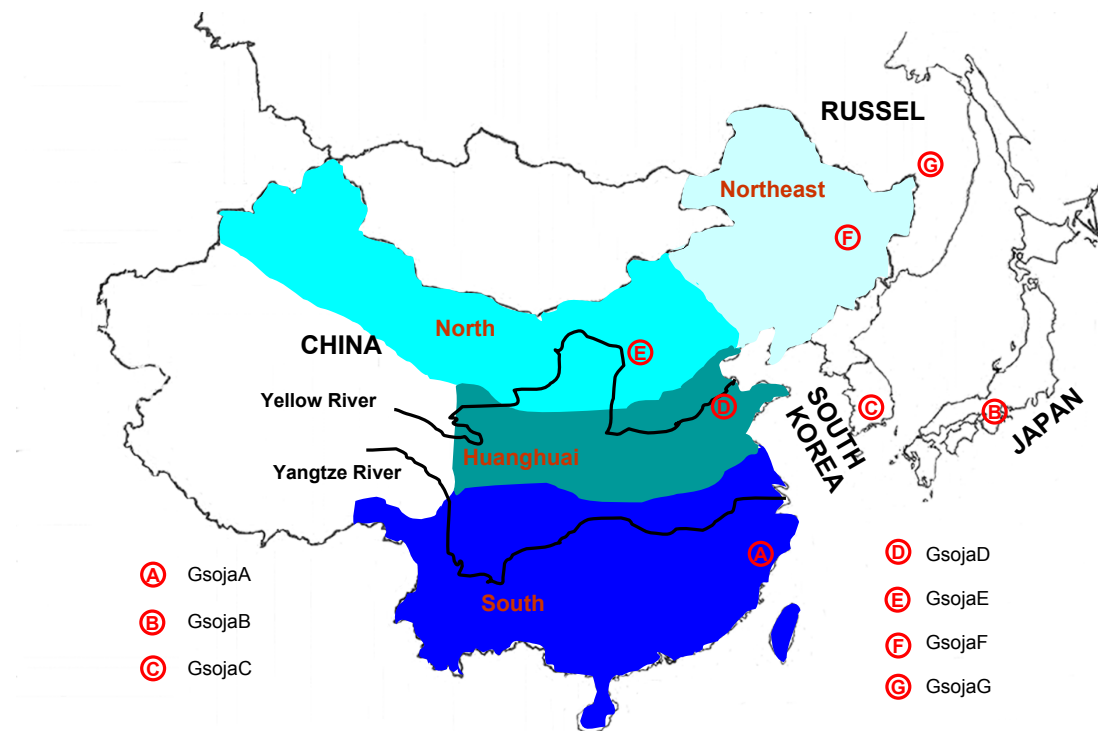 RUSSEL
G
Northeast
F
North
CHINA
E
Yellow River
D
SOUTH
KOREA
C
B
JAPAN
Huanghuai
Yangtze River
A
South
A GsojaA
B GsojaB
C GsojaC
D GsojaD
E GsojaE
F GsojaF
G GsojaG